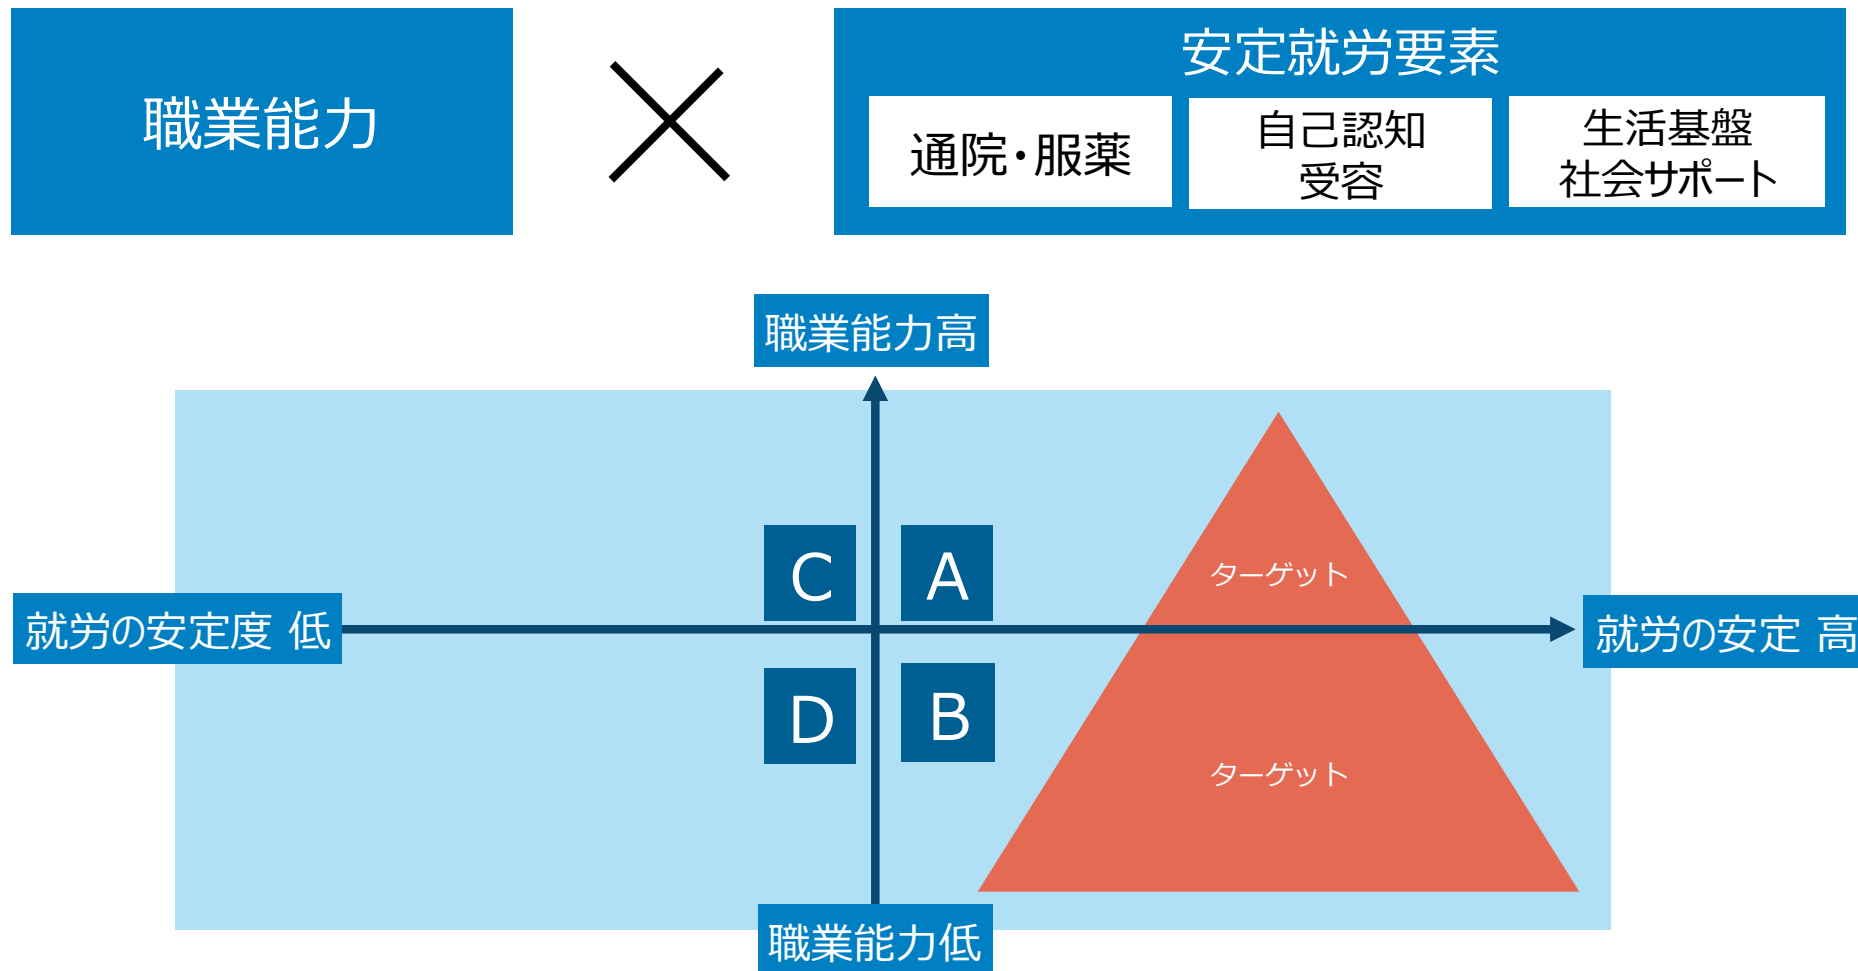 職業能力
安定就労要素
通院・服薬
自己認知
受容
生活基盤
社会サポート
職業能力高
C
A
ターゲット
就労の安定度 低
就労の安定 高
D
B
ターゲット
職業能力低